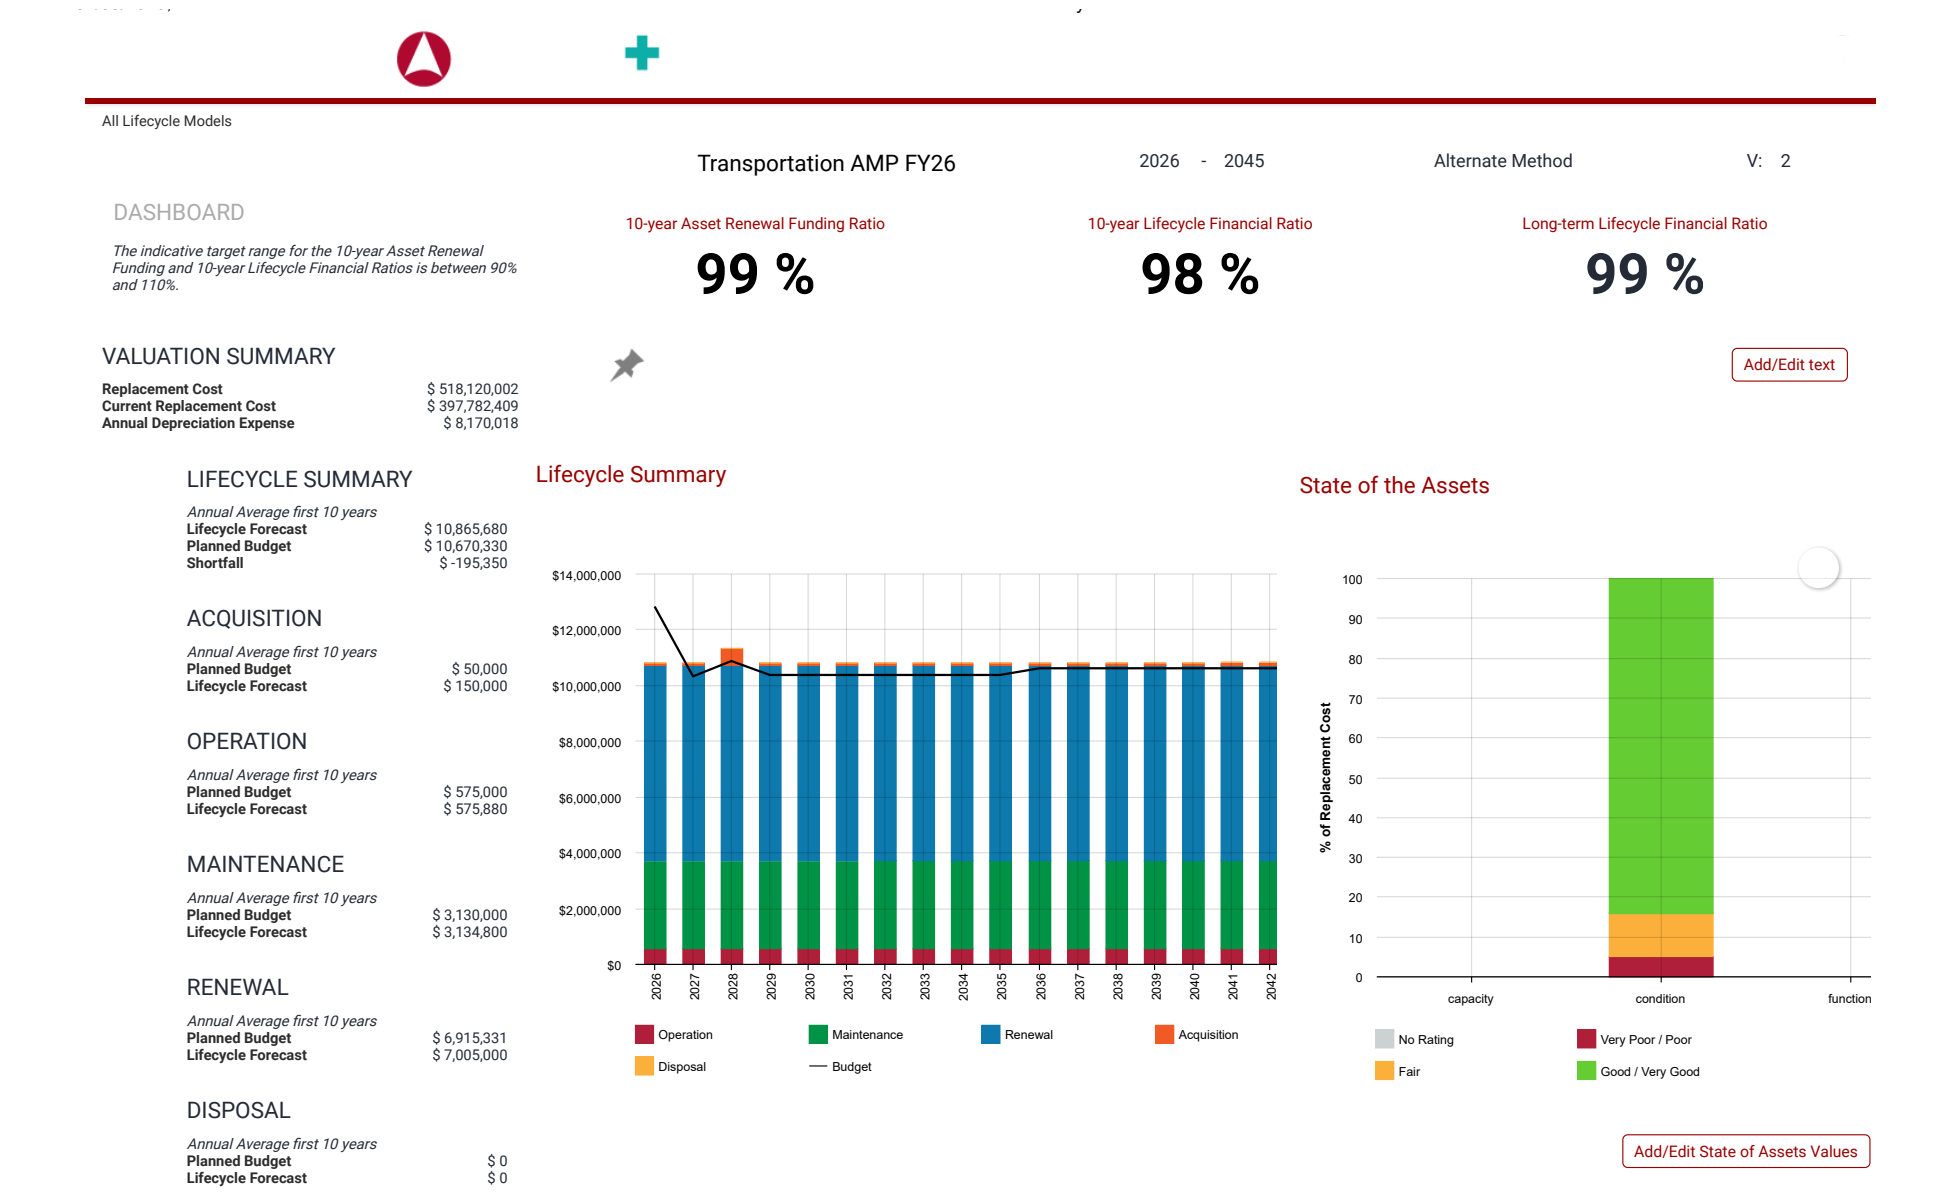 All Lifecycle Models
Transportation AMP FY26
2026 - 2045
Alternate Method
V: 2
DASHBOARD
The indicative target range for the 10-year Asset Renewal
Funding and 10-year Lifecycle Financial Ratios is between 90%
and 110%.
10-year Asset Renewal Funding Ratio
99 %
10-year Lifecycle Financial Ratio
98 %
Long-term Lifecycle Financial Ratio
99 %
VALUATION SUMMARY
Replacement Cost $ 518,120,002
Current Replacement Cost $ 397,782,409
Annual Depreciation Expense $ 8,170,018
Add/Edit text
LIFECYCLE SUMMARY
Annual Average first 10 years
Lifecycle Forecast $ 10,865,680
Planned Budget $ 10,670,330
Shortfall $ -195,350
ACQUISITION
Annual Average first 10 years
Planned Budget $ 50,000
Lifecycle Forecast $ 150,000
OPERATION
Annual Average first 10 years
Planned Budget $ 575,000
Lifecycle Forecast $ 575,880
MAINTENANCE
Annual Average first 10 years
Planned Budget $ 3,130,000
Lifecycle Forecast $ 3,134,800
RENEWAL
Annual Average first 10 years
Planned Budget $ 6,915,331
Lifecycle Forecast $ 7,005,000
DISPOSAL
Annual Average first 10 years
Planned Budget $ 0
Lifecycle Forecast $ 0
Lifecycle Summary
$14,000,000
$12,000,000
$10,000,000
$8,000,000
$6,000,000
$4,000,000
$2,000,000
$0
2026 2027 2028 2029 2030 2031 2032 2033 2034 2035 2036 2037 2038 2039 2040 2041 2042
Operation Maintenance Renewal Acquisition
Disposal Budget
State of the Assets
% of Replacement Cost
100
90
80
70
60
50
40
30
20
10
0
capacity condition function
No Rating Very Poor / Poor
Fair Good / Very Good
Add/Edit State of Assets Values